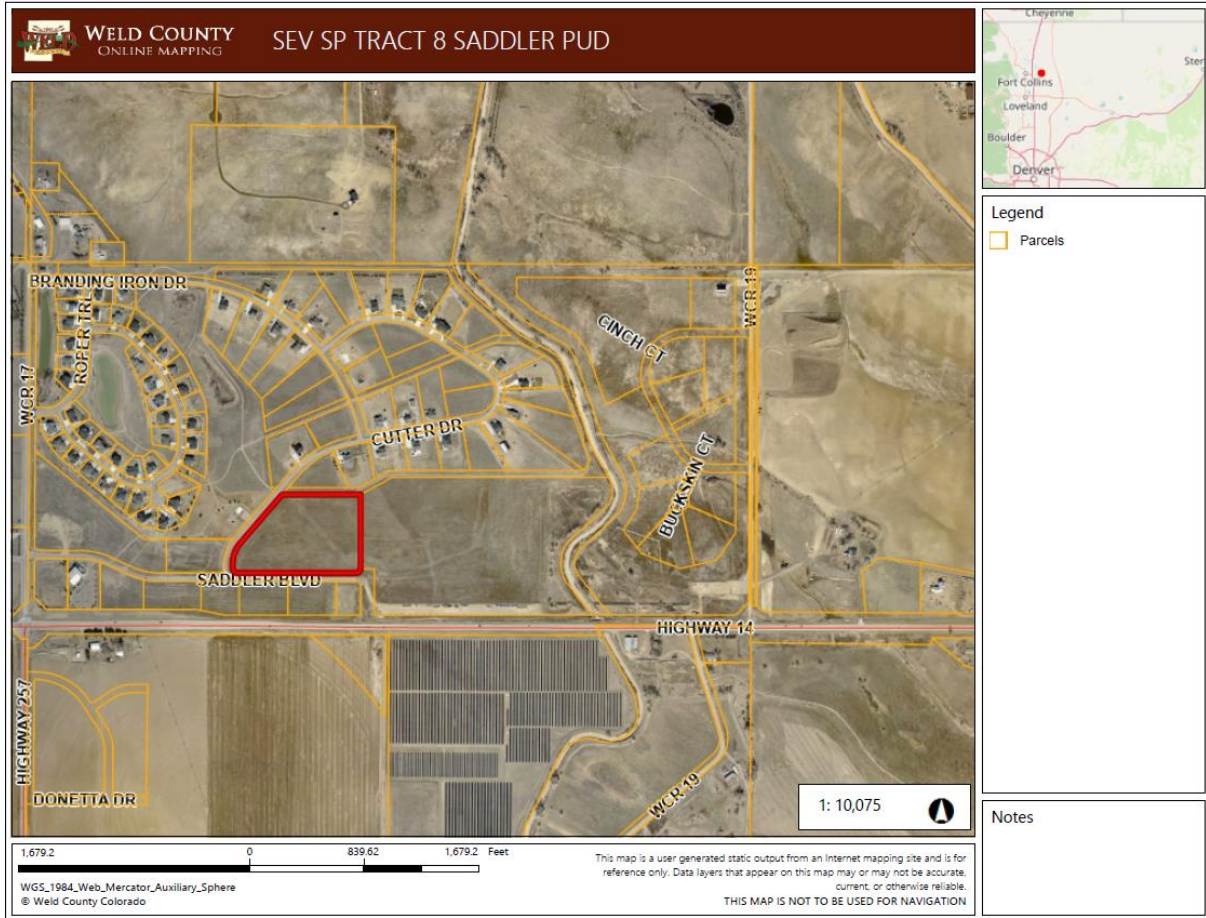 WELD
WELD COUNTY
ONLINE MAPPING
SEV SP TRACT 8 SADDLER PUD
Cheyenne
Fort Collins
Loveland
Boulder
Denver
Legend
Parcels
BRANDING IRON DR
ROPER TRL
WCR 17
CINCH CT
WCR 19
CUTTER DR
BUCKSKIN CT
SADDLER BLVD
HIGHWAY 14
HIGHWAY 257
DONETTA DR
WCR 19
1: 10,075
Notes
1,679.2 0 839.62 1,679.2 Feet
WGS_1984_Web_Mercator_Auxiliary_Sphere
© Weld County Colorado
This map is a user generated static output from an Internet mapping site and is for
reference only. Data layers that appear on this map may or may not be accurate,
current, or otherwise reliable.
THIS MAP IS NOT TO BE USED FOR NAVIGATION